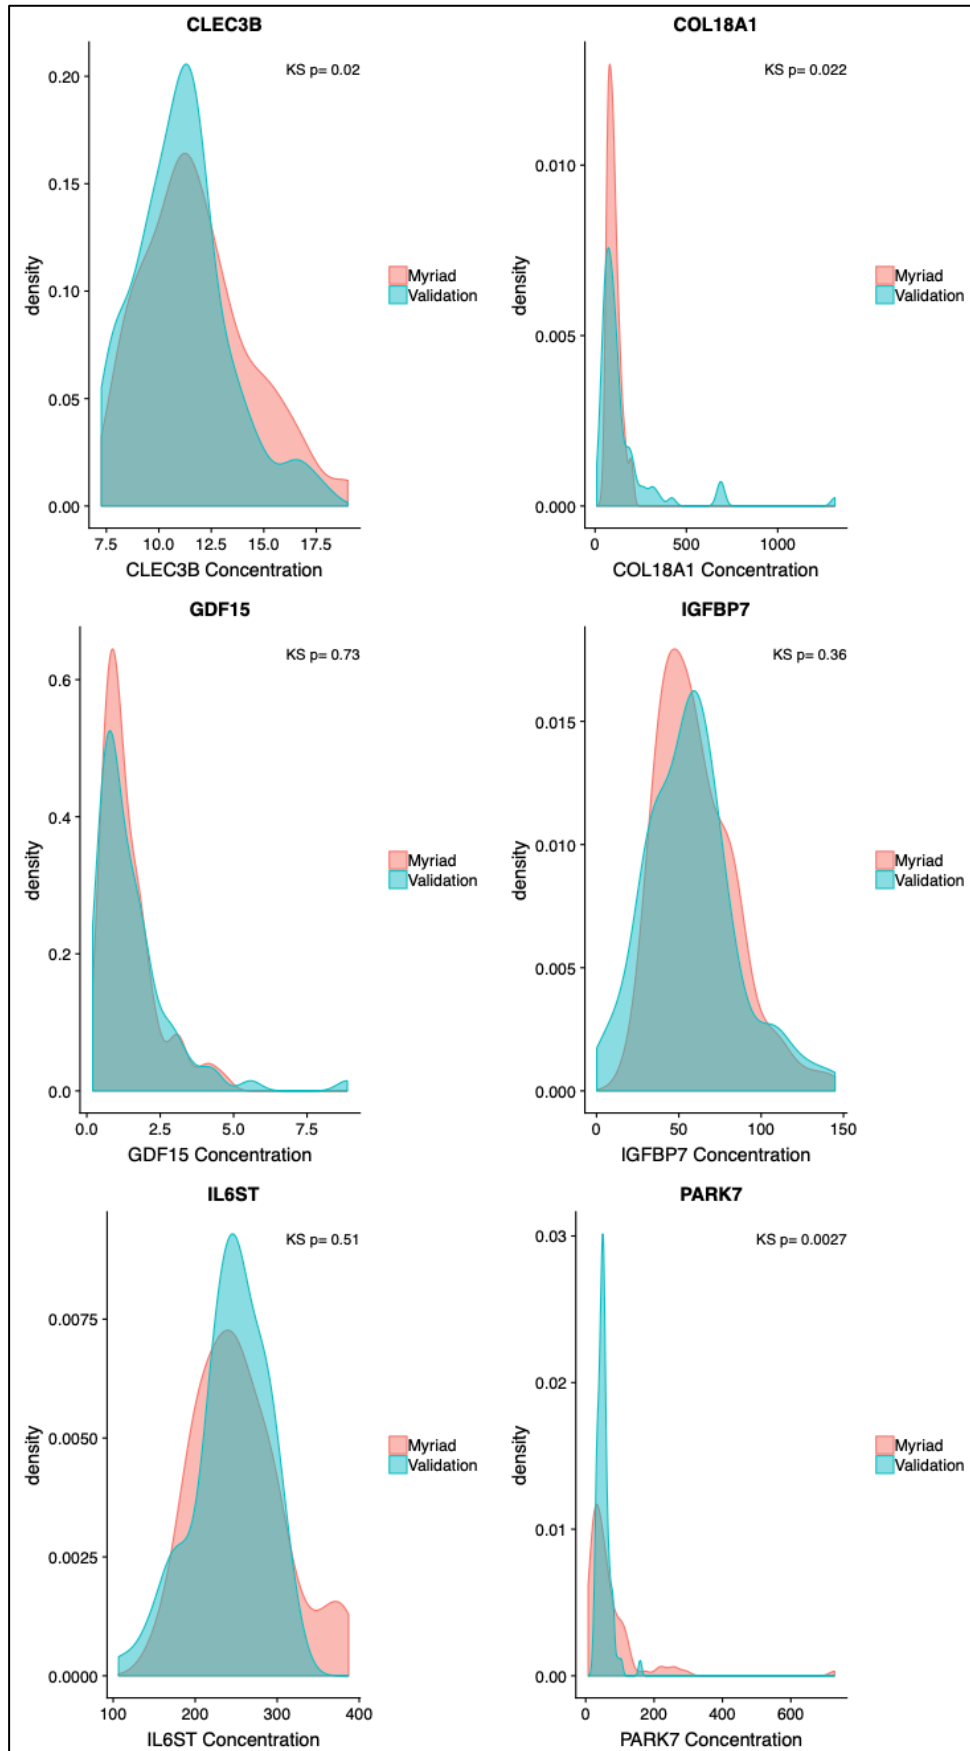 CLEC3B
KS p= 0.02
density
0.20
0.15
0.10
0.05
0.00
7.5 10.0 12.5 15.0 17.5
CLEC3B Concentration
Myriad
Validation
COL18A1
KS p= 0.022
density
0.010
0.005
0.000
0 500 1000
COL18A1 Concentration
Myriad
Validation
GDF15
KS p= 0.73
density
0.6
0.4
0.2
0.0
0.0 2.5 5.0 7.5
GDF15 Concentration
Myriad
Validation
IGFBP7
KS p= 0.36
density
0.015
0.010
0.005
0.000
0 50 100 150
IGFBP7 Concentration
Myriad
Validation
IL6ST
KS p= 0.51
density
0.0075
0.0050
0.0025
0.0000
100 200 300 400
IL6ST Concentration
Myriad
Validation
PARK7
KS p= 0.0027
density
0.03
0.02
0.01
0.00
0 200 400 600
PARK7 Concentration
Myriad
Validation